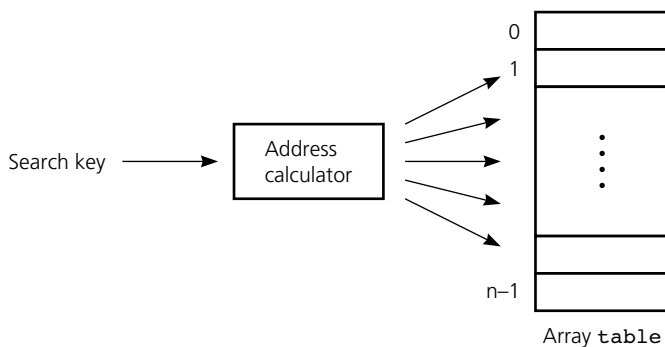 0
1
Search key
Address
calculator
n–1
Array table